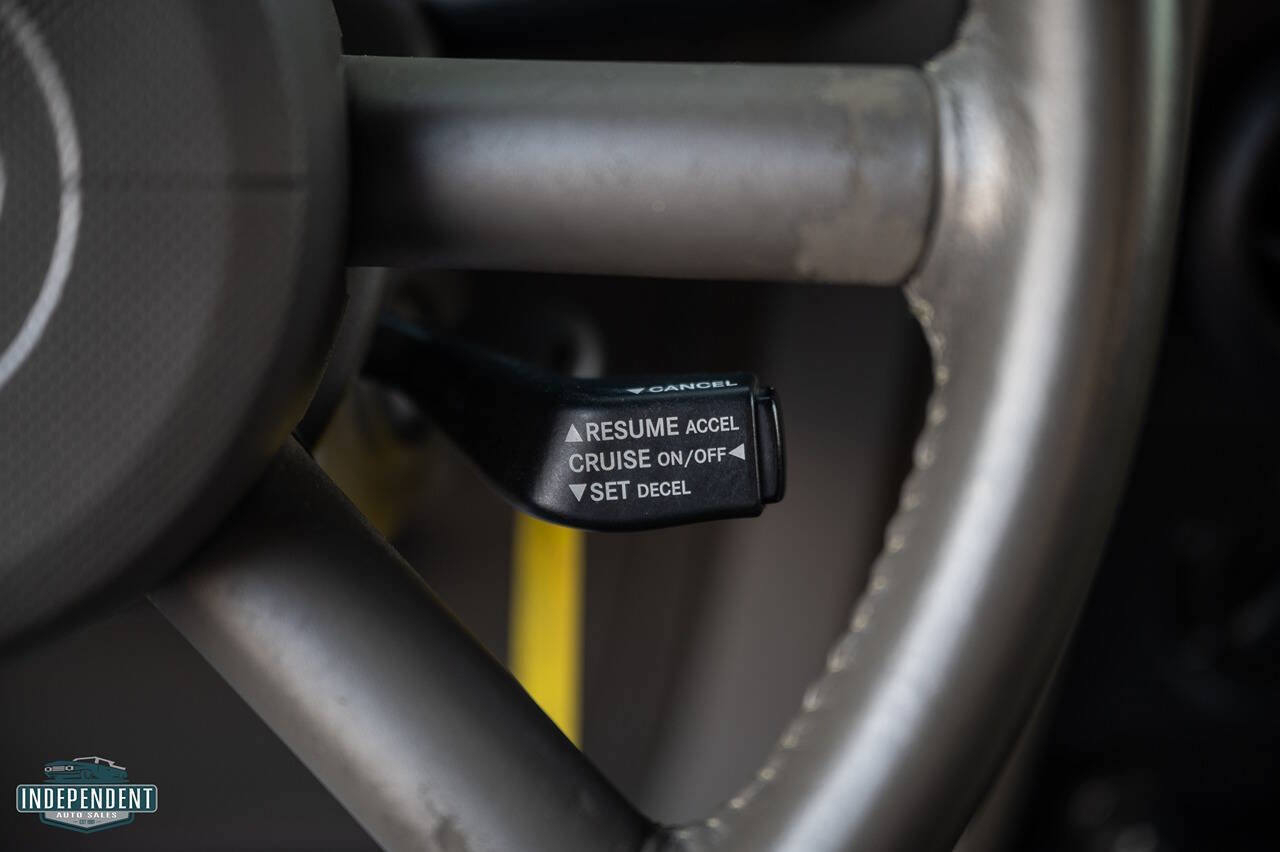 ▼CANCEL
▲RESUME ACCEL
CRUISE ON/OFF◀
▼SET DECEL
INDEPENDENT
AUTO SALES